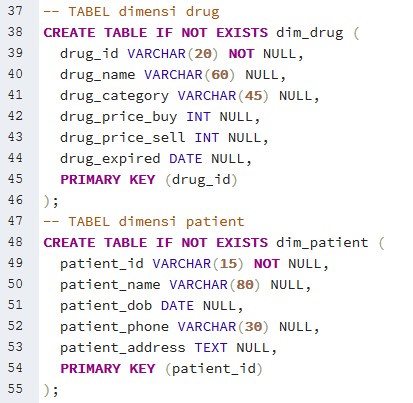 37 -- TABEL dimensi drug
38 CREATE TABLE IF NOT EXISTS dim_drug (
39 drug_id VARCHAR(20) NOT NULL,
40 drug_name VARCHAR(60) NULL,
41 drug_category VARCHAR(45) NULL,
42 drug_price_buy INT NULL,
43 drug_price_sell INT NULL,
44 drug_expired DATE NULL,
45 PRIMARY KEY (drug_id)
46 );
47 -- TABEL dimensi patient
48 CREATE TABLE IF NOT EXISTS dim_patient (
49 patient_id VARCHAR(15) NOT NULL,
50 patient_name VARCHAR(80) NULL,
51 patient_dob DATE NULL,
52 patient_phone VARCHAR(30) NULL,
53 patient_address TEXT NULL,
54 PRIMARY KEY (patient_id)
55 );